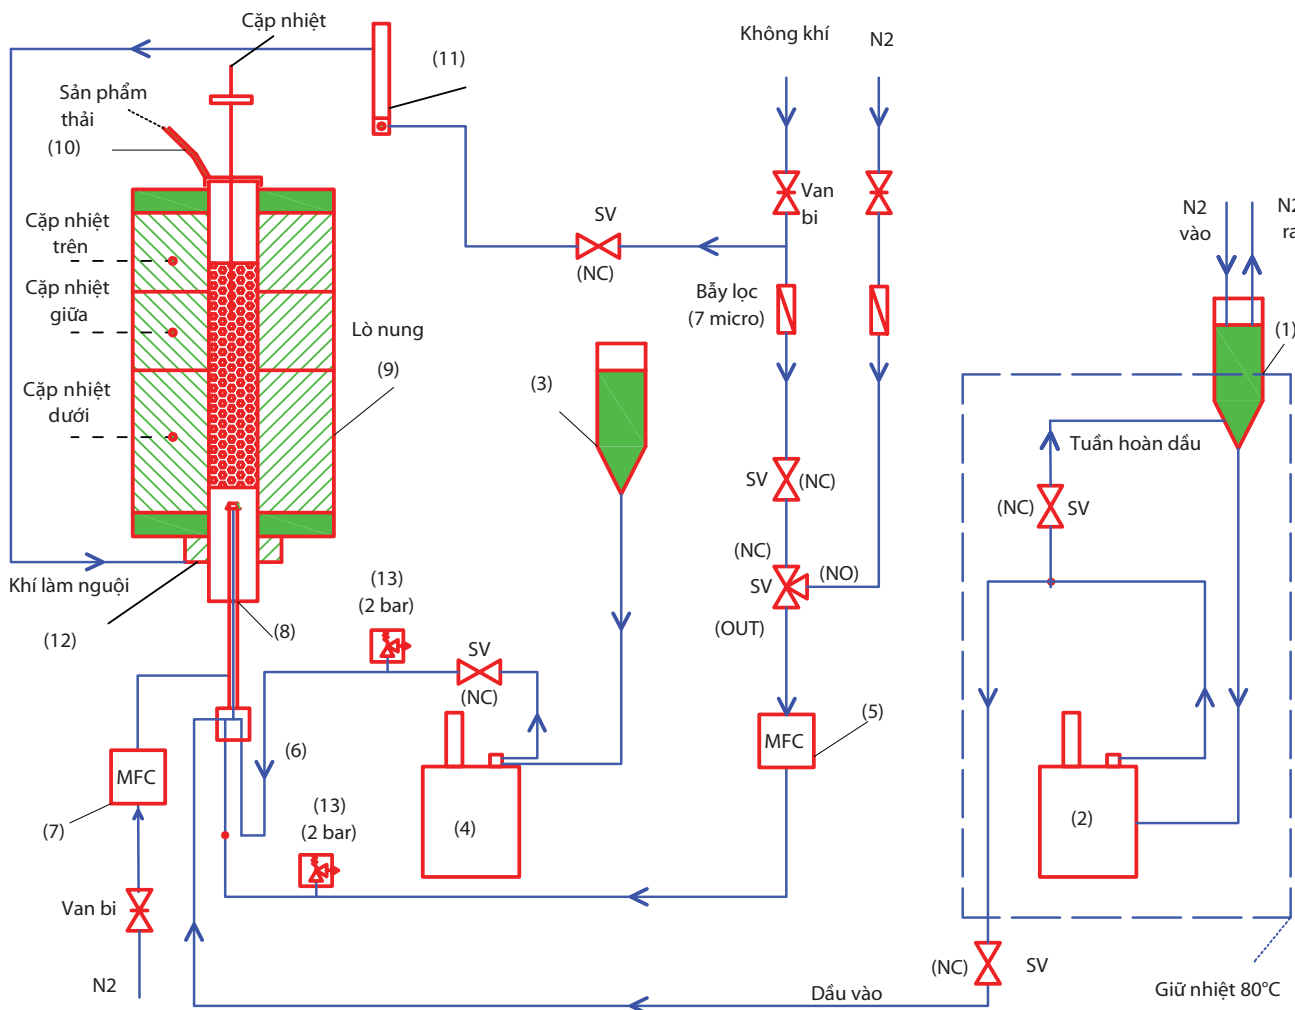 Cặp nhiệt
Không khí
N2
(11)
Sản phẩm
thải
(10)
Van
bi
N2
vào
N2
ra
SV
(NC)
Cặp nhiệt
trên
Cặp nhiệt
giữa
Bẫy lọc
(7 micro)
Lò nung
(9)
(1)
(3)
Cặp nhiệt
dưới
Tuần hoàn dầu
SV
(NC)
(NC)
SV
(NC)
SV
(NO)
(OUT)
Khí làm nguội
(12)
(8)
(13)
(2 bar)
SV
(NC)
(5)
MFC
(6)
MFC
(7)
(13)
(2 bar)
(4)
(2)
Van bi
N2
(NC)
SV
Dầu vào
Giữ nhiệt 80°C